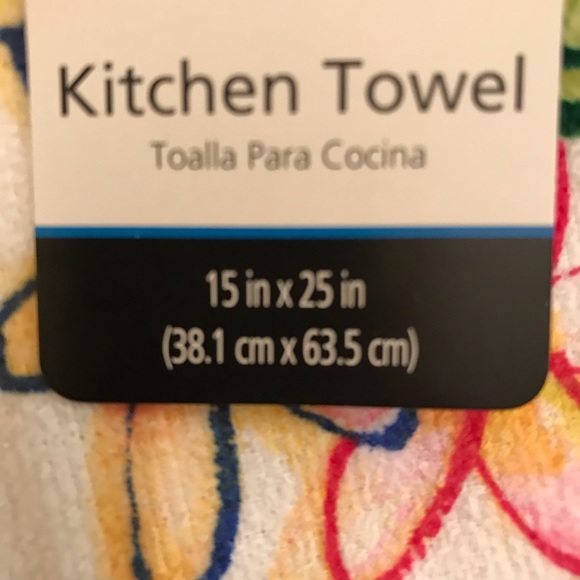 Kitchen Towel
Toalla Para Cocina
15 in x 25 in
(38.1 cm x 63.5 cm)